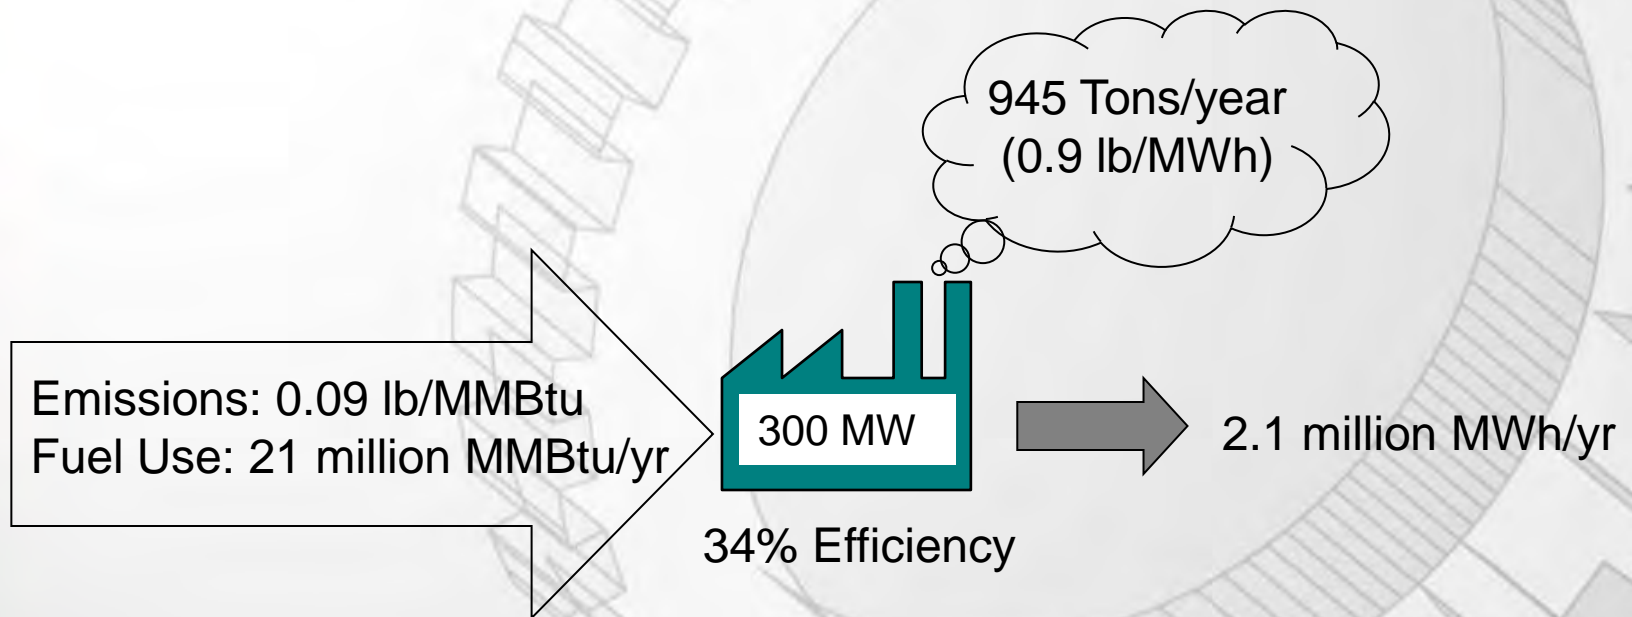 945 Tons/year
(0.9 lb/MWh)
Emissions: 0.09 lb/MMBtu
Fuel Use: 21 million MMBtu/yr
300 MW
2.1 million MWh/yr
34% Efficiency